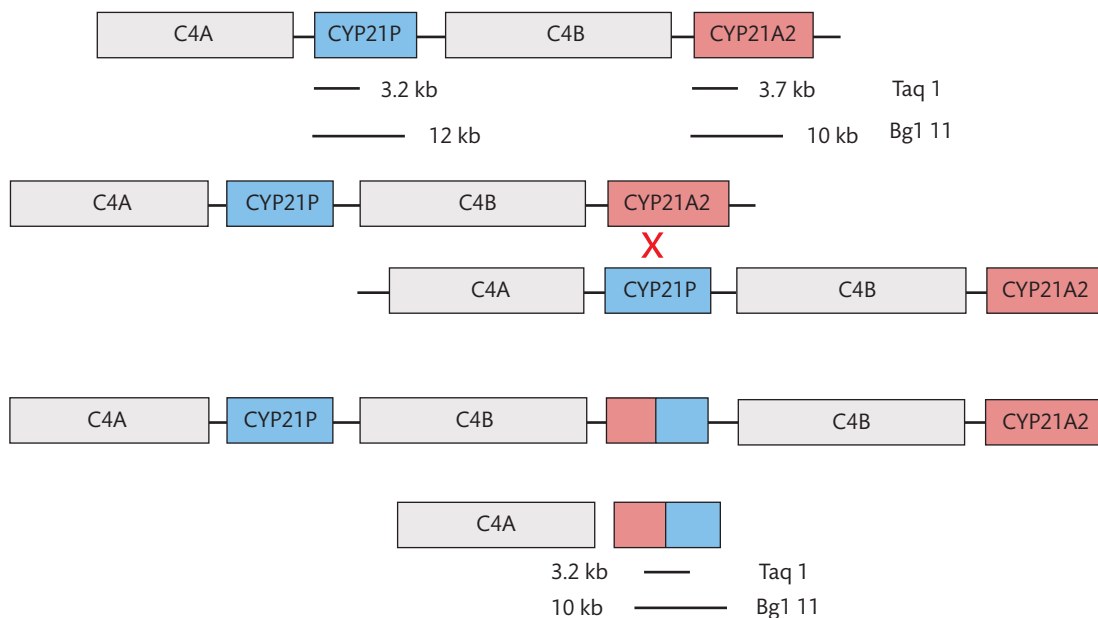 C4A CYP21P C4B CYP21A2
3.2 kb 3.7 kb Taq 1
12 kb 10 kb Bg1 11
C4A CYP21P C4B CYP21A2
X
C4A CYP21P C4B CYP21A2
C4A CYP21P C4B C4B CYP21A2
C4A
3.2 kb Taq 1
10 kb Bg1 11